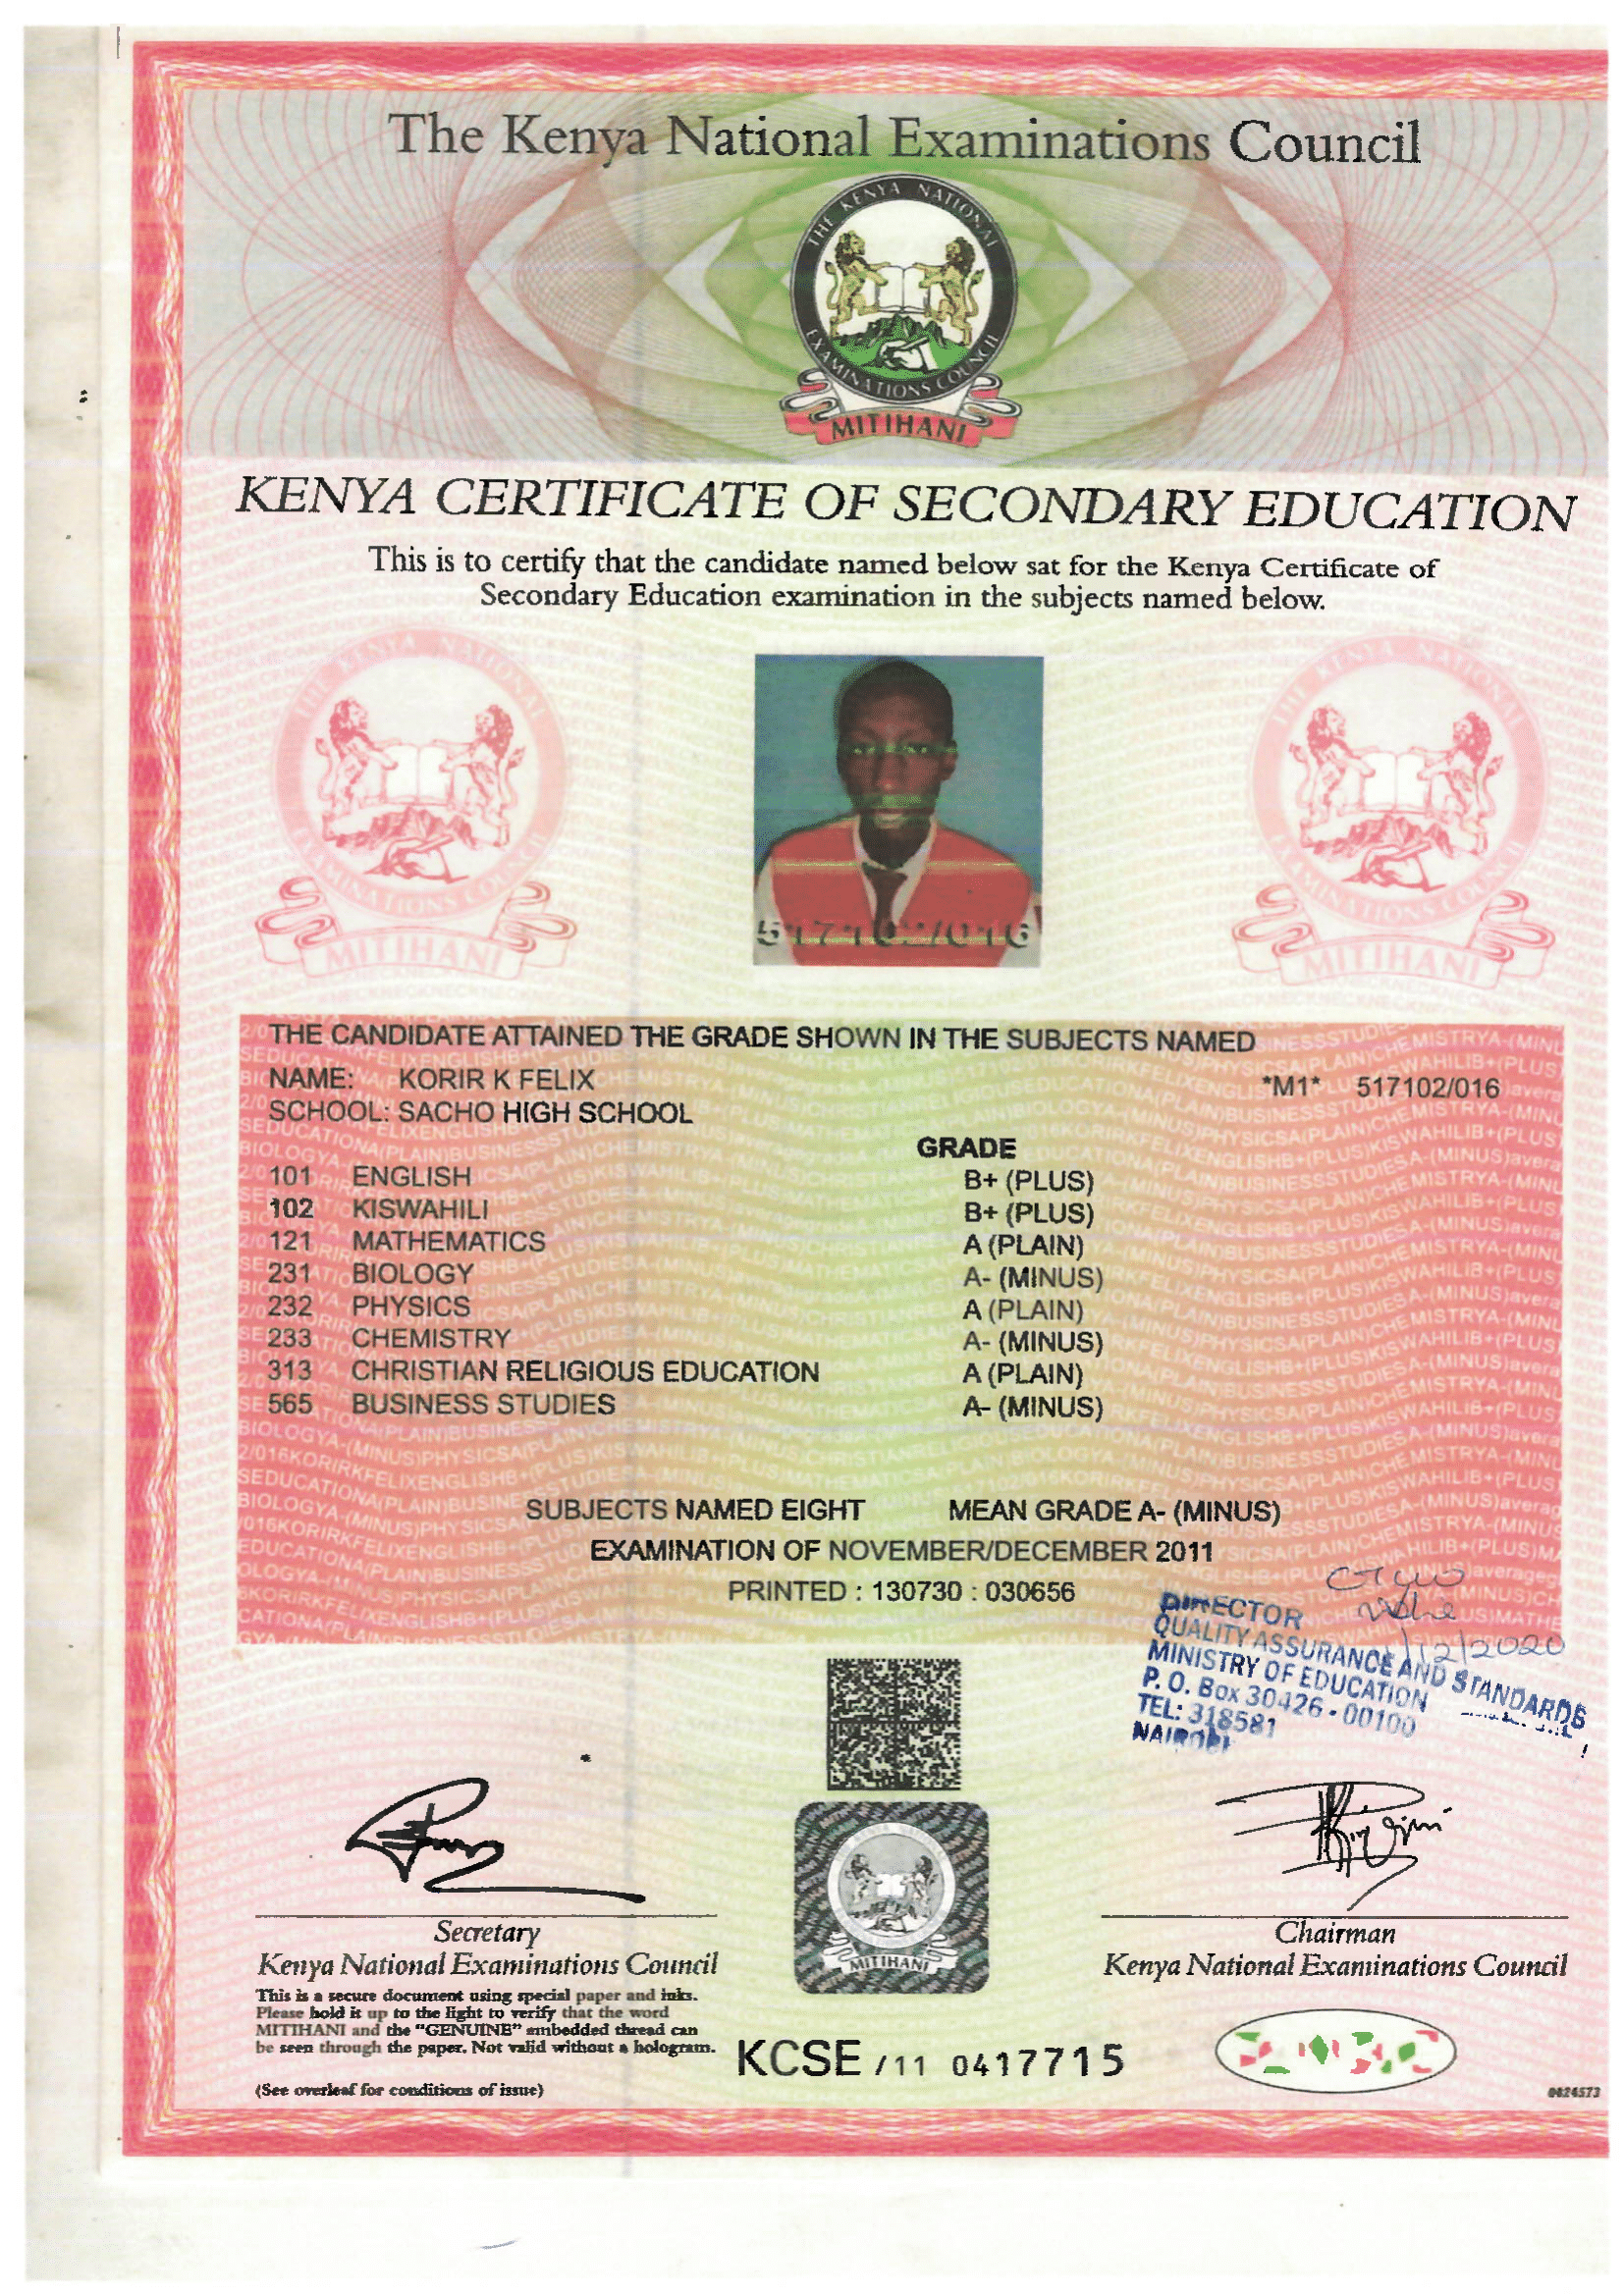 The Kenya National Examinations Council
THE KENYA NATIONAL
EXAMINATIONS COUNCIL
MITIHANI
KENYA CERTIFICATE OF SECONDARY EDUCATION
This is to certify that the candidate named below sat for the Kenya Certificate of
Secondary Education examination in the subjects named below.
517102/016
THE CANDIDATE ATTAINED THE GRADE SHOWN IN THE SUBJECTS NAMED
NAME: KORIR K FELIX *M1* 517102/016
SCHOOL: SACHO HIGH SCHOOL
GRADE
101 ENGLISH B+ (PLUS)
102 KISWAHILI B+ (PLUS)
121 MATHEMATICS A (PLAIN)
231 BIOLOGY A- (MINUS)
232 PHYSICS A (PLAIN)
233 CHEMISTRY A- (MINUS)
313 CHRISTIAN RELIGIOUS EDUCATION A (PLAIN)
565 BUSINESS STUDIES A- (MINUS)
SUBJECTS NAMED EIGHT MEAN GRADE A- (MINUS)
EXAMINATION OF NOVEMBER/DECEMBER 2011
PRINTED : 130730 : 030656
DIRECTOR
QUALITY ASSURANCE AND STANDARDS
MINISTRY OF EDUCATION
P. O. Box 30426 - 00100
TEL: 318581
NAIROBI
12/2020
Secretary
Kenya National Examinations Council
Chairman
Kenya National Examinations Council
MITIHANI
This is a secure document using special paper and inks.
Please hold it up to the light to verify that the word
MITIHANI and the "GENUINE" embedded thread can
be seen through the paper. Not valid without a hologram.
(See overleaf for conditions of issue)
KCSE /11 0417715
0424573